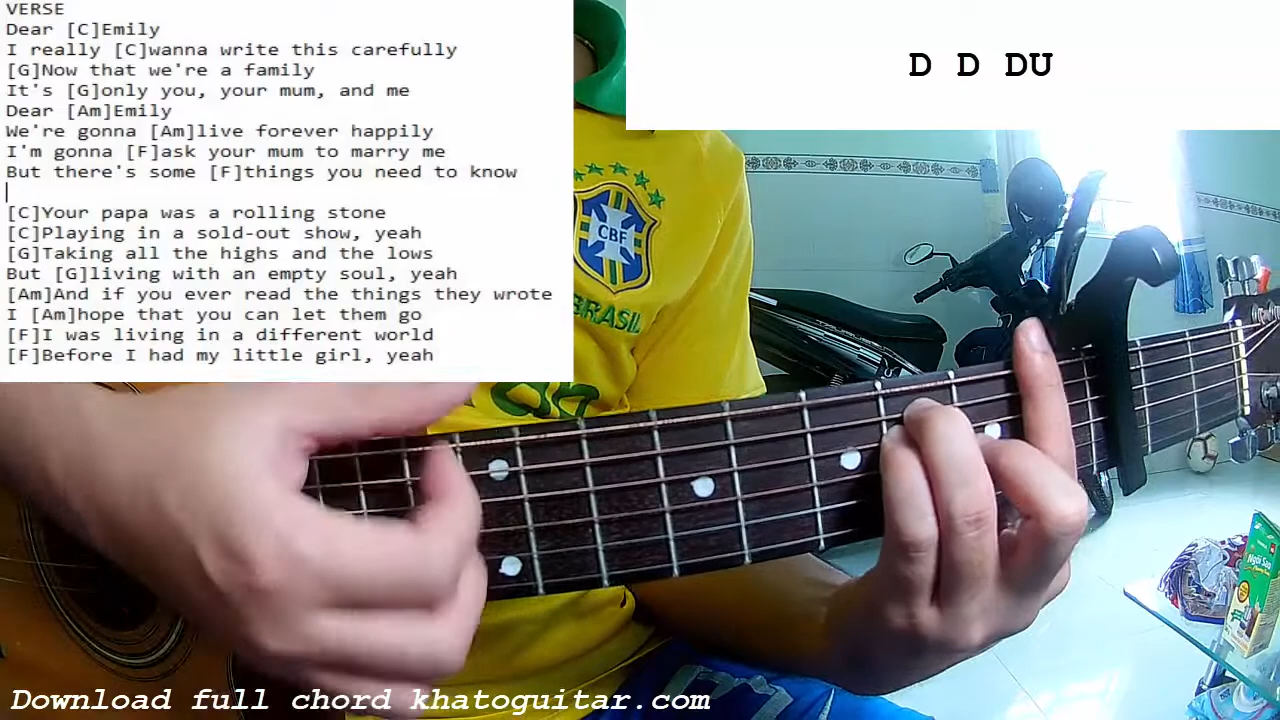 VERSE
Dear [C]Emily
I really [C]wanna write this carefully
[G]Now that we're a family
It's [G]only you, your mum, and me
Dear [Am]Emily
We're gonna [Am]live forever happily
I'm gonna [F]ask your mum to marry me
But there's some [F]things you need to know
[C]Your papa was a rolling stone
[C]Playing in a sold-out show, yeah
[G]Taking all the highs and the lows
But [G]living with an empty soul, yeah
[Am]And if you ever read the things they wrote
I [Am]hope that you can let them go
[F]I was living in a different world
[F]Before I had my little girl, yeah
D D DU
CBF
BRASIL
Ngôi Sao
Download full chord khatoguitar.com